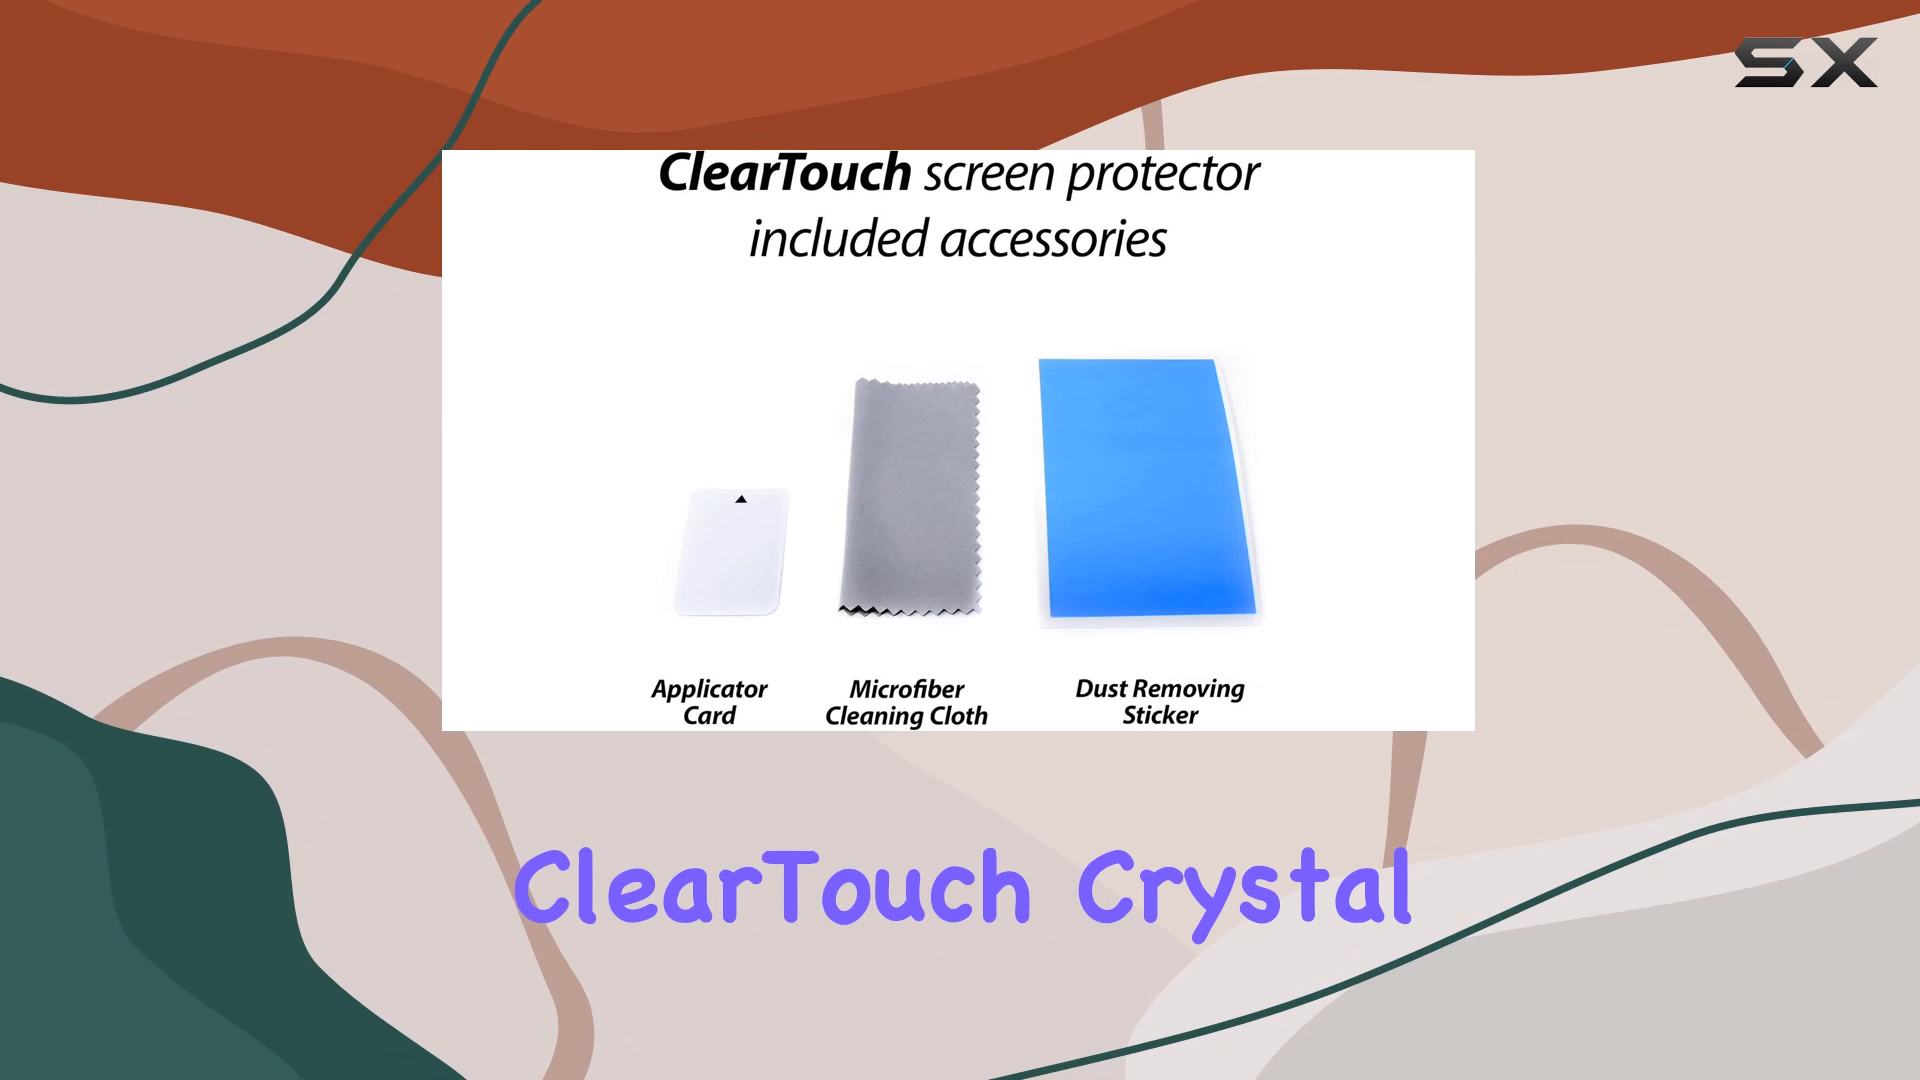 SX
ClearTouch screen protector
included accessories
Applicator
Card
Microfiber
Cleaning Cloth
Dust Removing
Sticker
ClearTouch Crystal